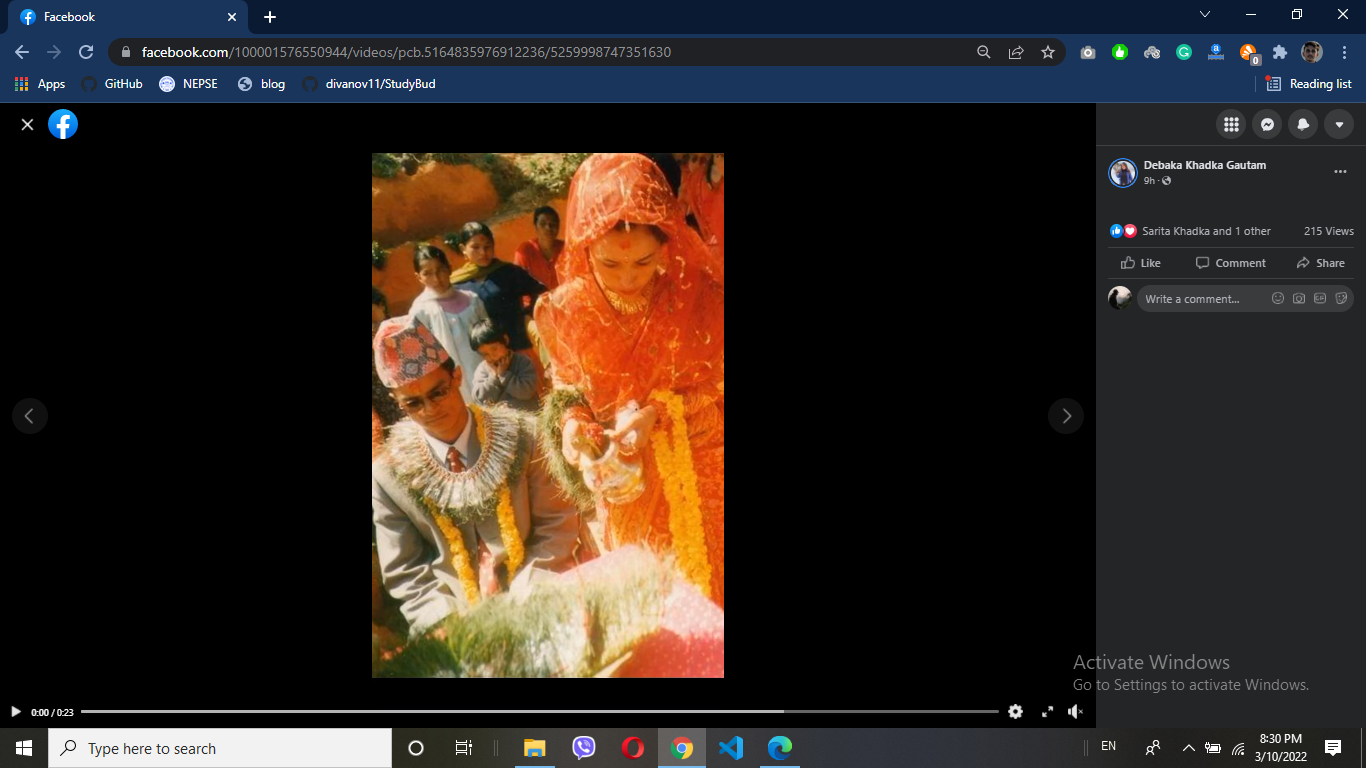 Facebook
facebook.com/100001576550944/videos/pcb.5164835976912236/5259998747351630
0
Apps
GitHub
NEPSE
blog
divanov11/StudyBud
Reading list
Debaka Khadka Gautam
9h ·
Sarita Khadka and 1 other
215 Views
Like
Comment
Share
Write a comment...
GIF
Activate Windows
Go to Settings to activate Windows.
0:00 / 0:23
Type here to search
EN
8:30 PM
3/10/2022